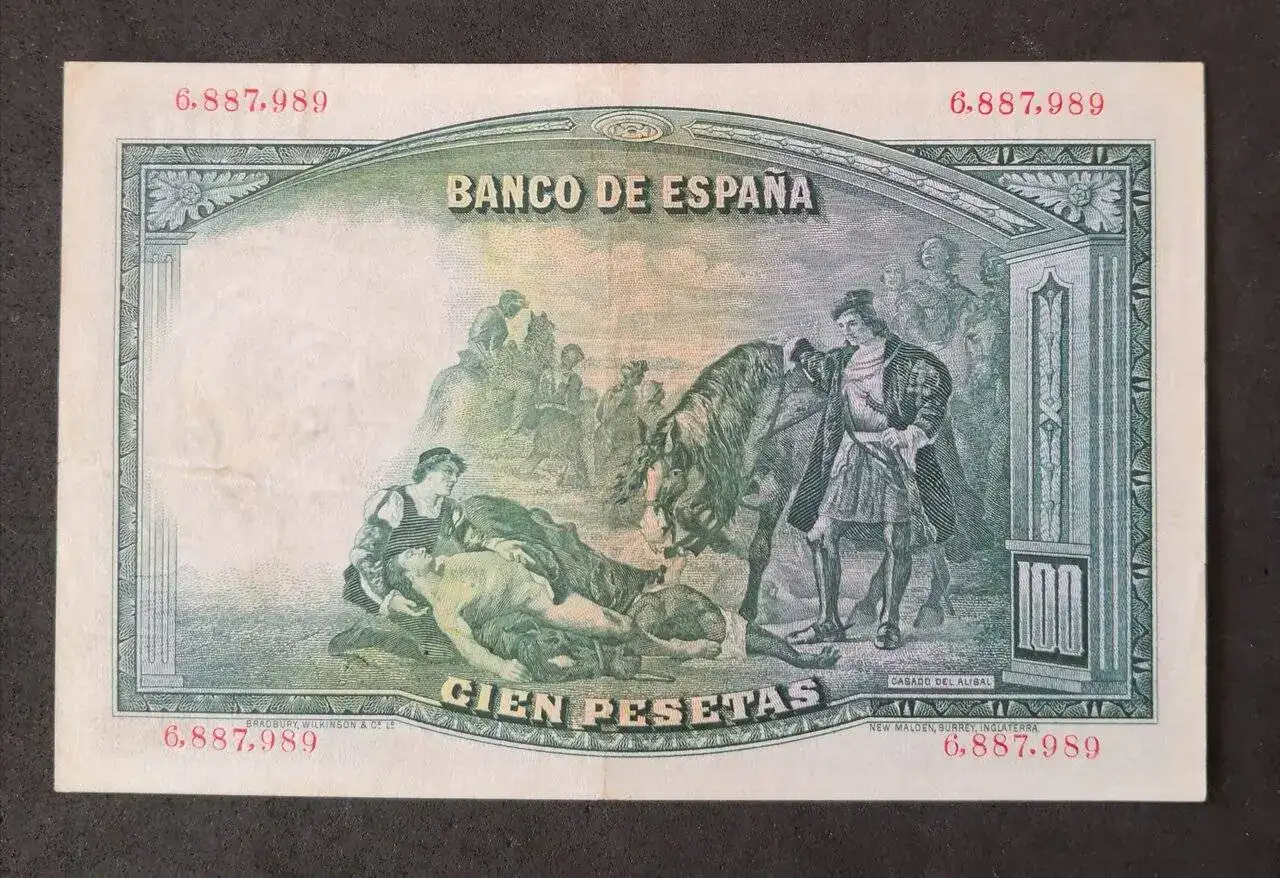 6,887,989 6,887,989
BANCO DE ESPAÑA
100
CASADO DEL ALISAL
CIEN PESETAS
BRADBURY, WILKINSON & Cº Lº NEW MALDEN, SURREY, INGLATERRA.
6,887,989 6,887.989